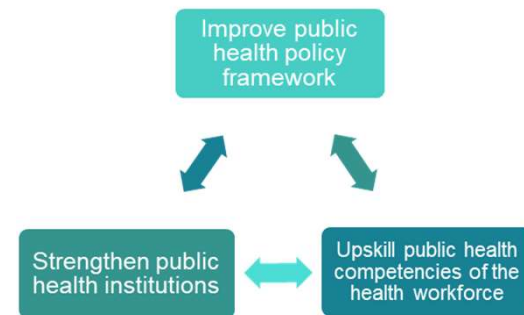 Improve public
health policy
framework
Strengthen public
health institutions
Upskill public health
competencies of the
health workforce